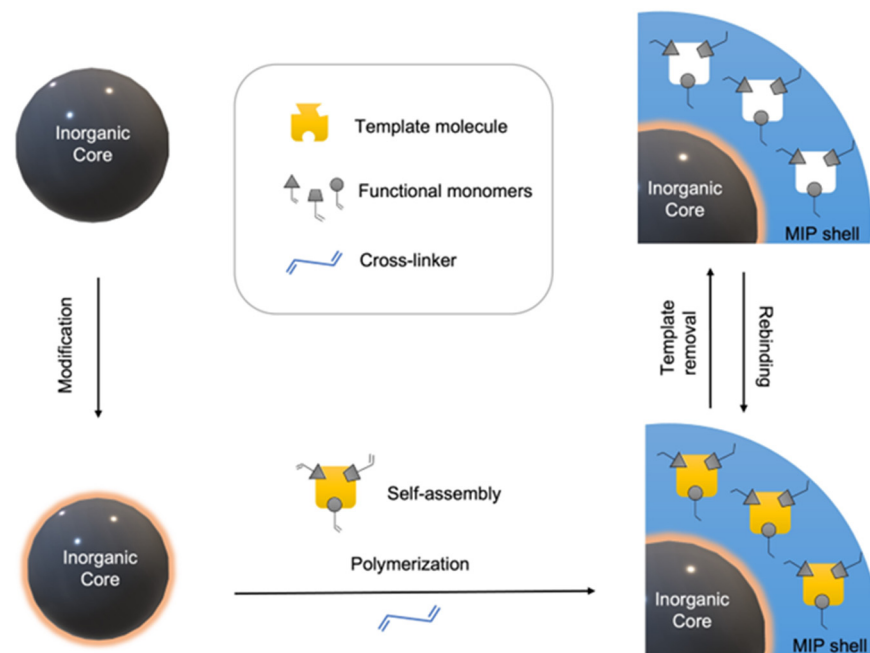 Inorganic
Core
Template molecule
Functional monomers
Cross-linker
Inorganic
Core
MIP shell
Modification
Template
removal
Rebinding
Inorganic
Core
Self-assembly
Polymerization
Inorganic
Core
MIP shell